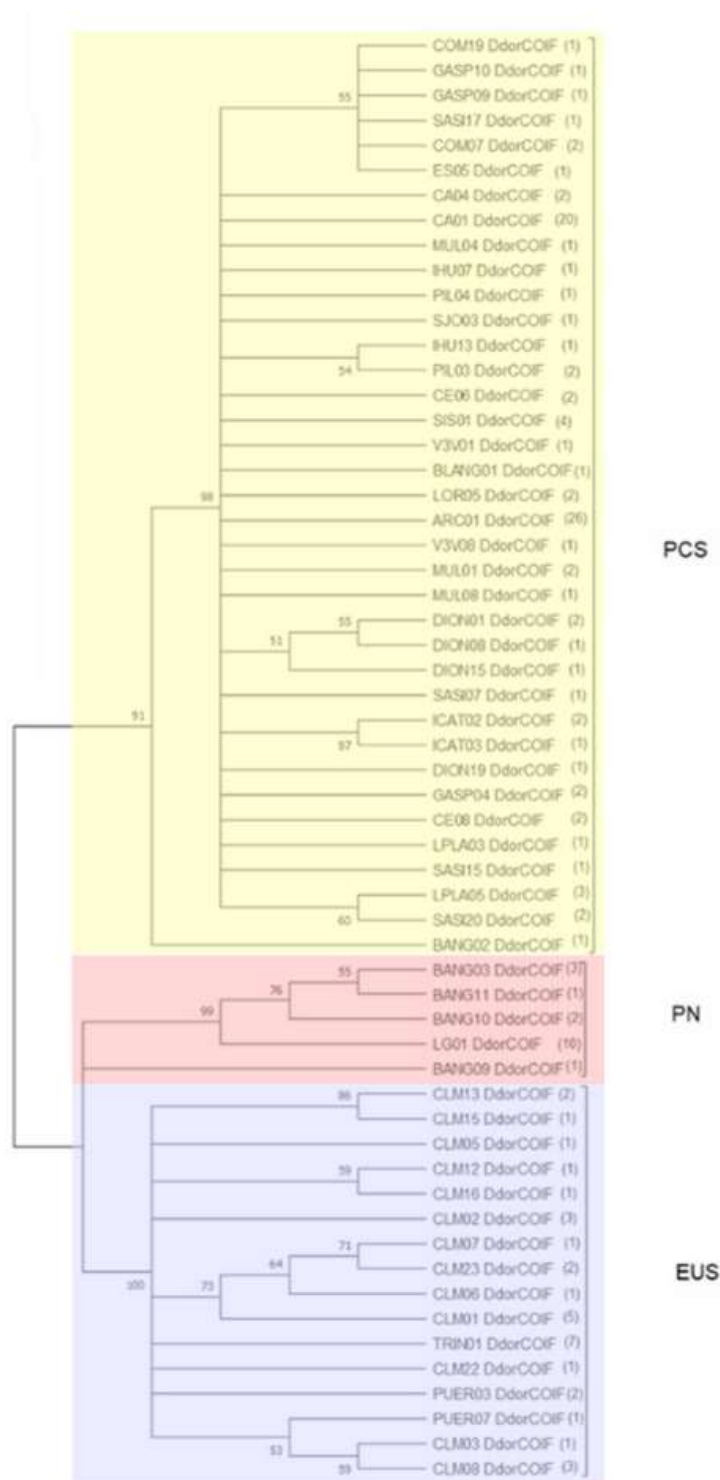 COM19 DdorCOIF (1)
GASP10 DdorCOIF (1)
GASP09 DdorCOIF (1)
55
SASI17 DdorCOIF (1)
COM07 DdorCOIF (2)
ES05 DdorCOIF (1)
CA04 DdorCOIF (2)
CA01 DdorCOIF (20)
MUL04 DdorCOIF (1)
IHU07 DdorCOIF (1)
PIL04 DdorCOIF (1)
SJO03 DdorCOIF (1)
IHU13 DdorCOIF (1)
54
PIL03 DdorCOIF (2)
CE06 DdorCOIF (2)
SIS01 DdorCOIF (4)
V3V01 DdorCOIF (1)
BLANG01 DdorCOIF (1)
98
LOR05 DdorCOIF (2)
ARC01 DdorCOIF (26)
V3V08 DdorCOIF (1)
PCS
MUL01 DdorCOIF (2)
MUL08 DdorCOIF (1)
55
DION01 DdorCOIF (2)
51
DION08 DdorCOIF (1)
DION15 DdorCOIF (1)
SASI07 DdorCOIF (1)
91
ICAT02 DdorCOIF (2)
97
ICAT03 DdorCOIF (1)
DION19 DdorCOIF (1)
GASP04 DdorCOIF (2)
CE08 DdorCOIF (2)
LPLA03 DdorCOIF (1)
SASI15 DdorCOIF (1)
LPLA05 DdorCOIF (3)
60
SASI20 DdorCOIF (2)
BANG02 DdorCOIF (1)
55
BANG03 DdorCOIF (3)
76
BANG11 DdorCOIF (1)
99
BANG10 DdorCOIF (2)
PN
LG01 DdorCOIF (10)
BANG09 DdorCOIF (1)
86
CLM13 DdorCOIF (2)
CLM15 DdorCOIF (1)
CLM05 DdorCOIF (1)
59
CLM12 DdorCOIF (1)
CLM16 DdorCOIF (1)
CLM02 DdorCOIF (3)
71
CLM07 DdorCOIF (1)
64
CLM23 DdorCOIF (2)
EUS
100
73
CLM06 DdorCOIF (1)
CLM01 DdorCOIF (5)
TRIN01 DdorCOIF (7)
CLM22 DdorCOIF (1)
PUER03 DdorCOIF (2)
PUER07 DdorCOIF (1)
53
CLM03 DdorCOIF (1)
59
CLM08 DdorCOIF (3)